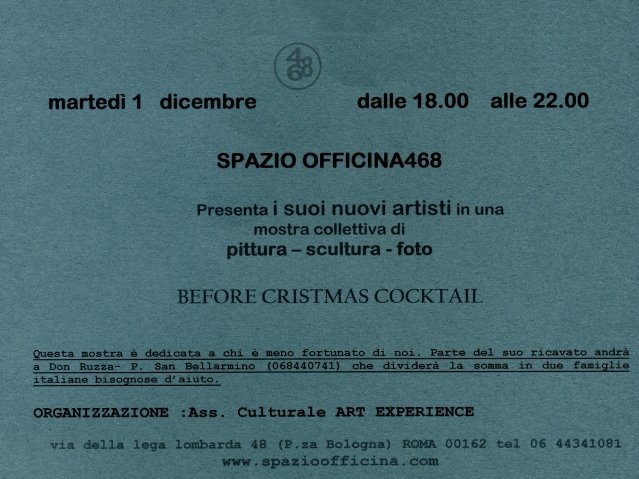 468
martedì 1 dicembre dalle 18.00 alle 22.00
SPAZIO OFFICINA468
Presenta i suoi nuovi artisti in una
mostra collettiva di
pittura – scultura - foto
BEFORE CRISTMAS COCKTAIL
Questa mostra è dedicata a chi è meno fortunato di noi. Parte del suo ricavato andrà
a Don Ruzza- P. San Bellarmino (068440741) che dividerà la somma in due famiglie
italiane bisognose d'aiuto.
ORGANIZZAZIONE :Ass. Culturale ART EXPERIENCE
via della lega lombarda 48 (P.za Bologna) ROMA 00162 tel 06 44341081
www.spazioofficina.com